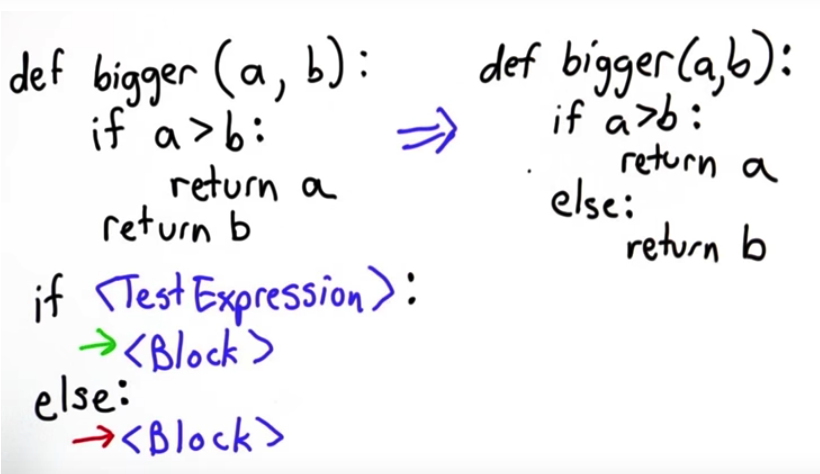 def bigger (a, b):
if a > b:
return a
return b
⇒
def bigger(a,b):
if a>b:
return a
else:
return b
if <TestExpression>:
→ <Block>
else:
→ <Block>